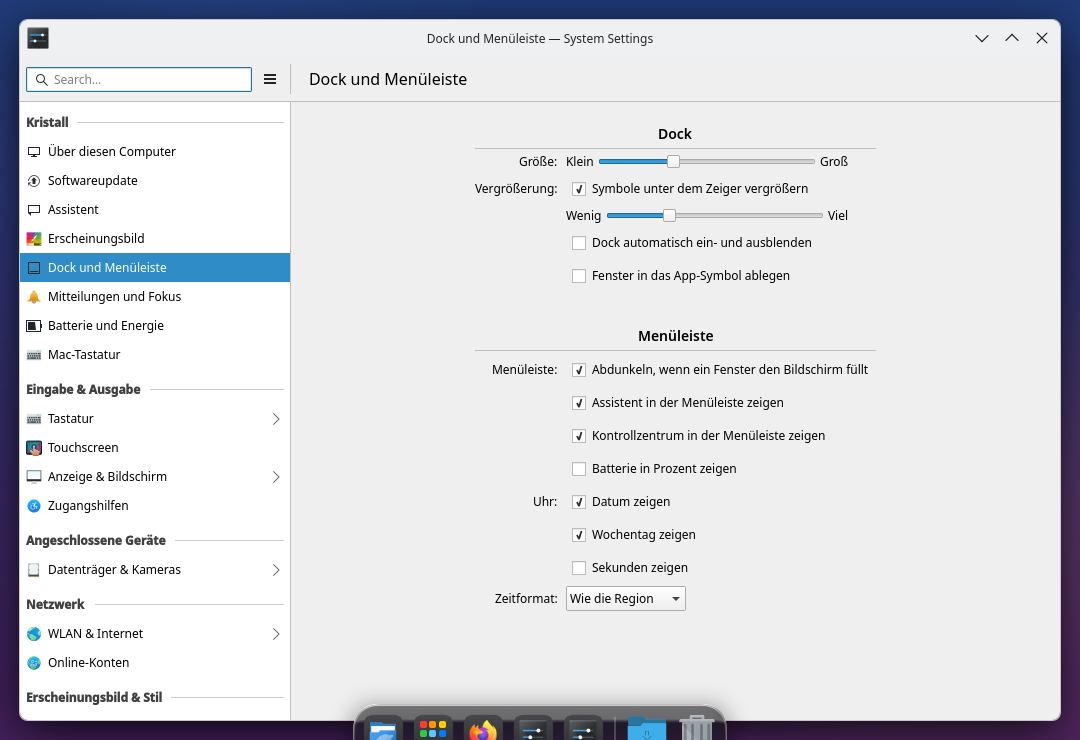 Dock und Menüleiste — System Settings
Search...
Dock und Menüleiste
Kristall
Über diesen Computer
Softwareupdate
Assistent
Erscheinungsbild
Dock und Menüleiste
Mitteilungen und Fokus
Batterie und Energie
Mac-Tastatur
Eingabe & Ausgabe
Tastatur
Touchscreen
Anzeige & Bildschirm
Zugangshilfen
Angeschlossene Geräte
Datenträger & Kameras
Netzwerk
WLAN & Internet
Online-Konten
Erscheinungsbild & Stil
Dock
Größe: Klein Groß
Vergrößerung: Symbole unter dem Zeiger vergrößern
Wenig Viel
Dock automatisch ein- und ausblenden
Fenster in das App-Symbol ablegen
Menüleiste
Menüleiste: Abdunkeln, wenn ein Fenster den Bildschirm füllt
Assistent in der Menüleiste zeigen
Kontrollzentrum in der Menüleiste zeigen
Batterie in Prozent zeigen
Uhr: Datum zeigen
Wochentag zeigen
Sekunden zeigen
Zeitformat: Wie die Region